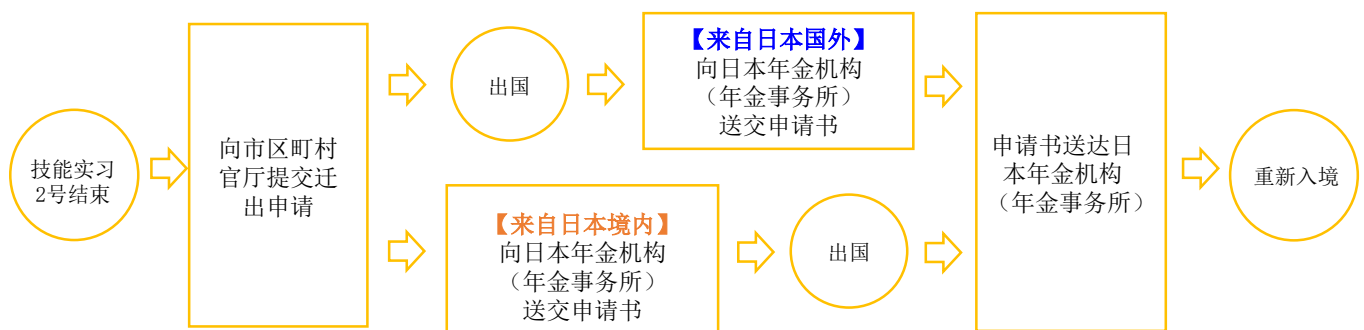 技能实习
2号结束
向市区町村
官厅提交迁
出申请
出国
【来自日本国外】
向日本年金机构
（年金事务所）
送交申请书
【来自日本境内】
向日本年金机构
（年金事务所）
送交申请书
出国
申请书送达日
本年金机构
（年金事务所）
重新入境